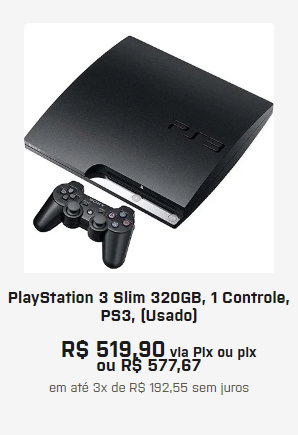 PS3
SONY
PlayStation 3 Slim 320GB, 1 Controle,
PS3, (Usado)
R$ 519,90 via Pix ou pix
ou R$ 577,67
em até 3x de R$ 192,55 sem juros